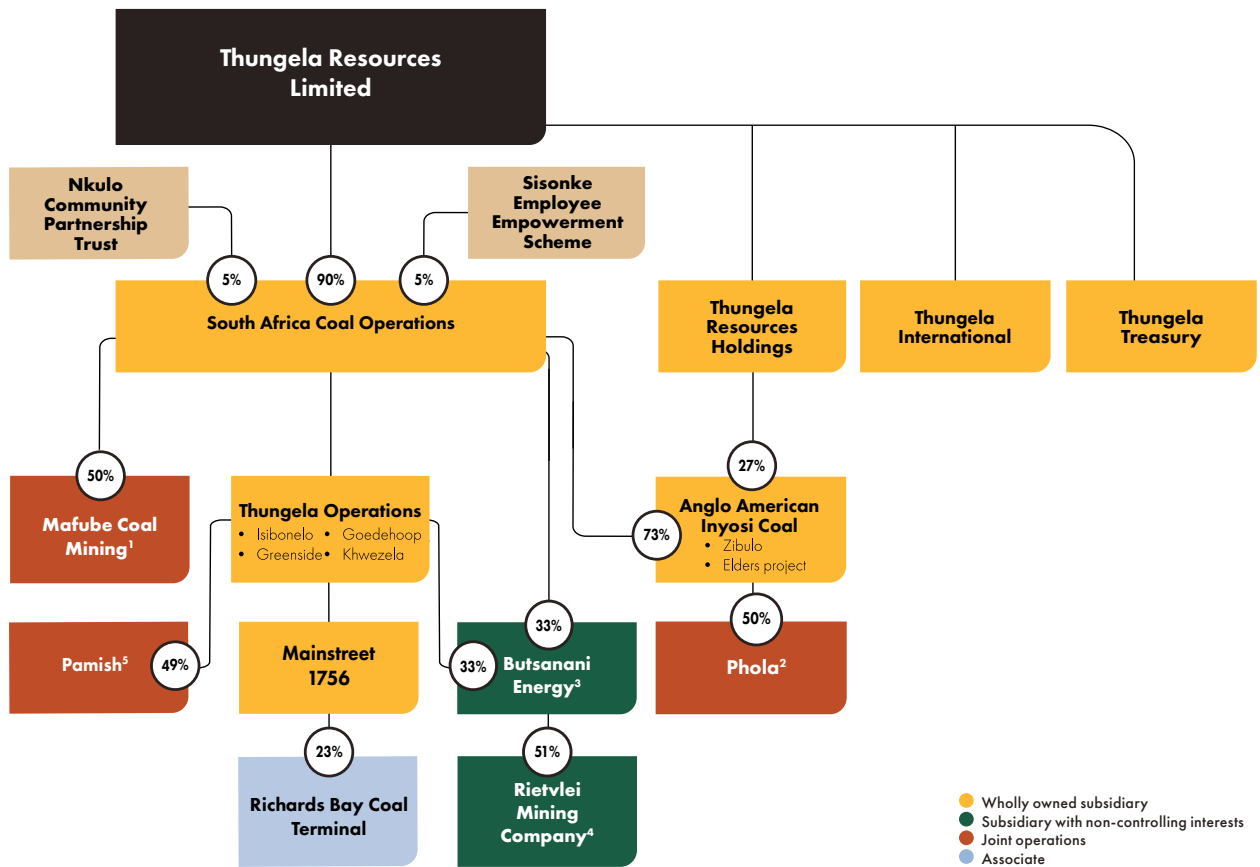 Thungela Resources
Limited
Nkulo
Community
Partnership
Trust
Sisonke
Employee
Empowerment
Scheme
5%
90%
5%
South Africa Coal Operations
Thungela
Resources
Holdings
Thungela
International
Thungela
Treasury
50%
Mafube Coal
Mining¹
Thungela Operations
• Isibonelo • Goedehoop
• Greenside • Khwezela
27%
Anglo American
Inyosi Coal
• Zibulo
• Elders project
73%
Pamish⁵
49%
Mainstreet
1756
33%
33%
Butsanani
Energy³
50%
Phola²
23%
Richards Bay Coal
Terminal
51%
Rietvlei
Mining
Company⁴
Wholly owned subsidiary
Subsidiary with non-controlling interests
Joint operations
Associate